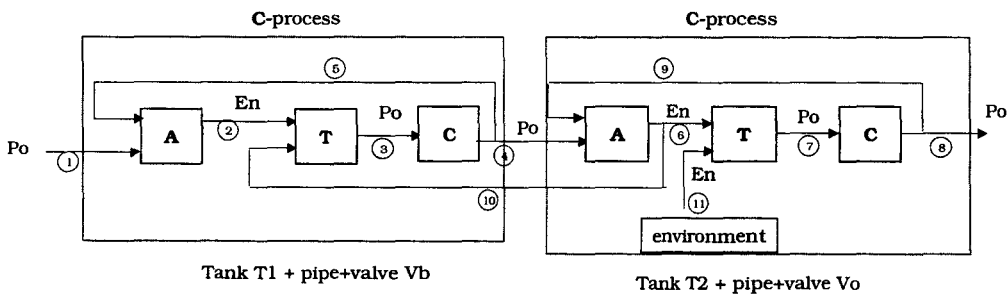 C-process
C-process
5
9
En
Po
En
Po
Po
A
2
T
3
C
Po
A
6
T
7
C
Po
1
4
8
En
10
11
environment
Tank T1 + pipe+valve Vb
Tank T2 + pipe+valve Vo